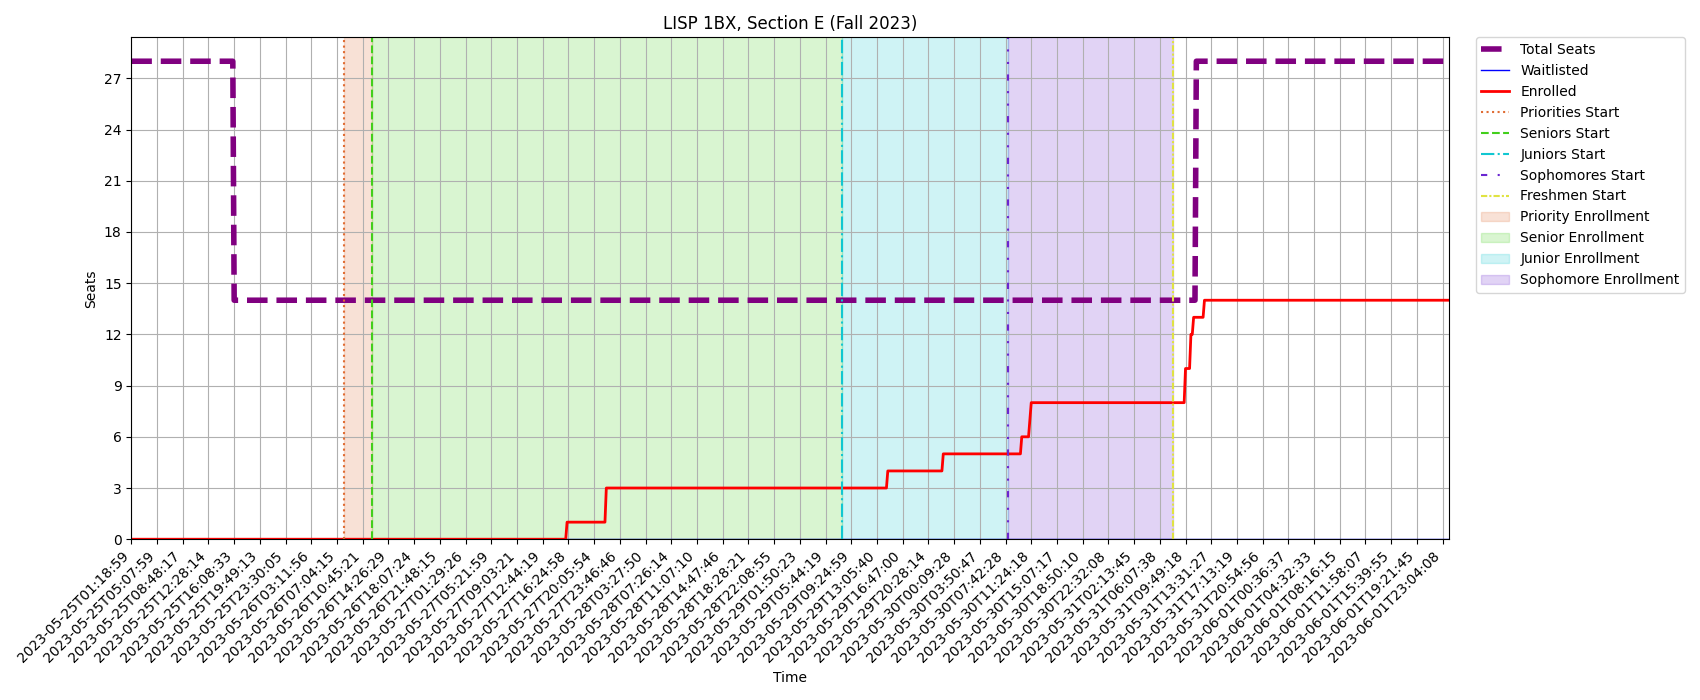 LISP 1BX, Section E (Fall 2023)
Seats
27
24
21
18
15
12
9
6
3
0
2023-05-25T01:18:59
2023-05-25T05:07:59
2023-05-25T08:48:17
2023-05-25T12:28:14
2023-05-25T16:08:33
2023-05-25T19:49:13
2023-05-25T23:30:05
2023-05-26T03:11:56
2023-05-26T07:04:15
2023-05-26T10:45:21
2023-05-26T14:26:29
2023-05-26T18:07:24
2023-05-26T21:48:15
2023-05-27T01:29:26
2023-05-27T05:21:59
2023-05-27T09:03:21
2023-05-27T12:44:19
2023-05-27T16:24:58
2023-05-27T20:05:54
2023-05-27T23:46:46
2023-05-28T03:27:50
2023-05-28T07:26:14
2023-05-28T11:07:10
2023-05-28T14:47:46
2023-05-28T18:28:21
2023-05-28T22:08:55
2023-05-29T01:50:23
2023-05-29T05:44:19
2023-05-29T09:24:59
2023-05-29T13:05:40
2023-05-29T16:47:00
2023-05-29T20:28:14
2023-05-30T00:09:28
2023-05-30T03:50:47
2023-05-30T07:42:28
2023-05-30T11:24:18
2023-05-30T15:07:17
2023-05-30T18:50:10
2023-05-30T22:32:08
2023-05-31T02:13:45
2023-05-31T06:07:38
2023-05-31T09:49:18
2023-05-31T13:31:27
2023-05-31T17:13:19
2023-05-31T20:54:56
2023-06-01T00:36:37
2023-06-01T04:32:33
2023-06-01T08:16:15
2023-06-01T11:58:07
2023-06-01T15:39:55
2023-06-01T19:21:45
2023-06-01T23:04:08
Time
Total Seats
Waitlisted
Enrolled
Priorities Start
Seniors Start
Juniors Start
Sophomores Start
Freshmen Start
Priority Enrollment
Senior Enrollment
Junior Enrollment
Sophomore Enrollment